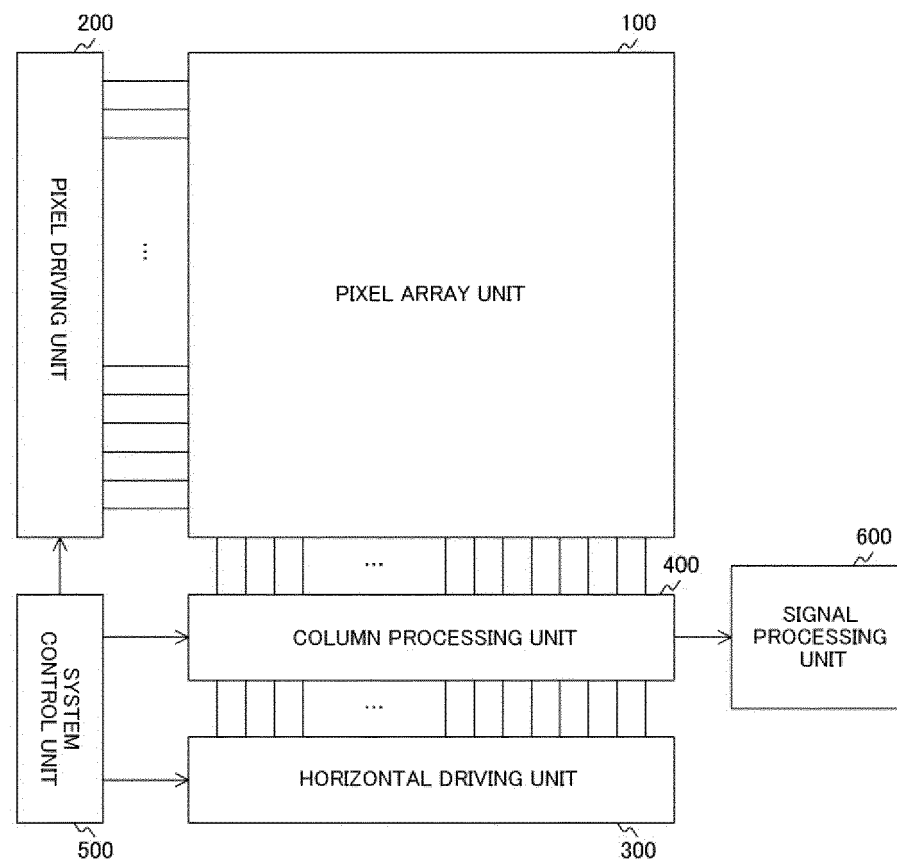 200
100
PIXEL DRIVING UNIT
...
PIXEL ARRAY UNIT
...
400
600
SYSTEM
CONTROL UNIT
COLUMN PROCESSING UNIT
SIGNAL
PROCESSING
UNIT
...
HORIZONTAL DRIVING UNIT
500
300